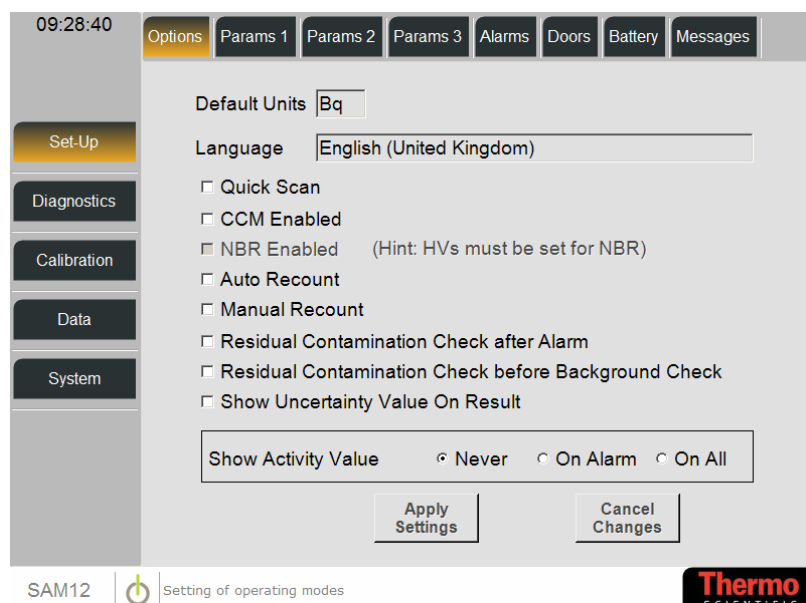 09:28:40
Options Params 1 Params 2 Params 3 Alarms Doors Battery Messages
Set-Up
Diagnostics
Calibration
Data
System
Default Units Bq
Language English (United Kingdom)
Quick Scan
CCM Enabled
NBR Enabled (Hint: HVs must be set for NBR)
Auto Recount
Manual Recount
Residual Contamination Check after Alarm
Residual Contamination Check before Background Check
Show Uncertainty Value On Result
Show Activity Value Never On Alarm On All
Apply
Settings
Cancel
Changes
SAM12 Setting of operating modes
Thermo
SCIENTIFIC